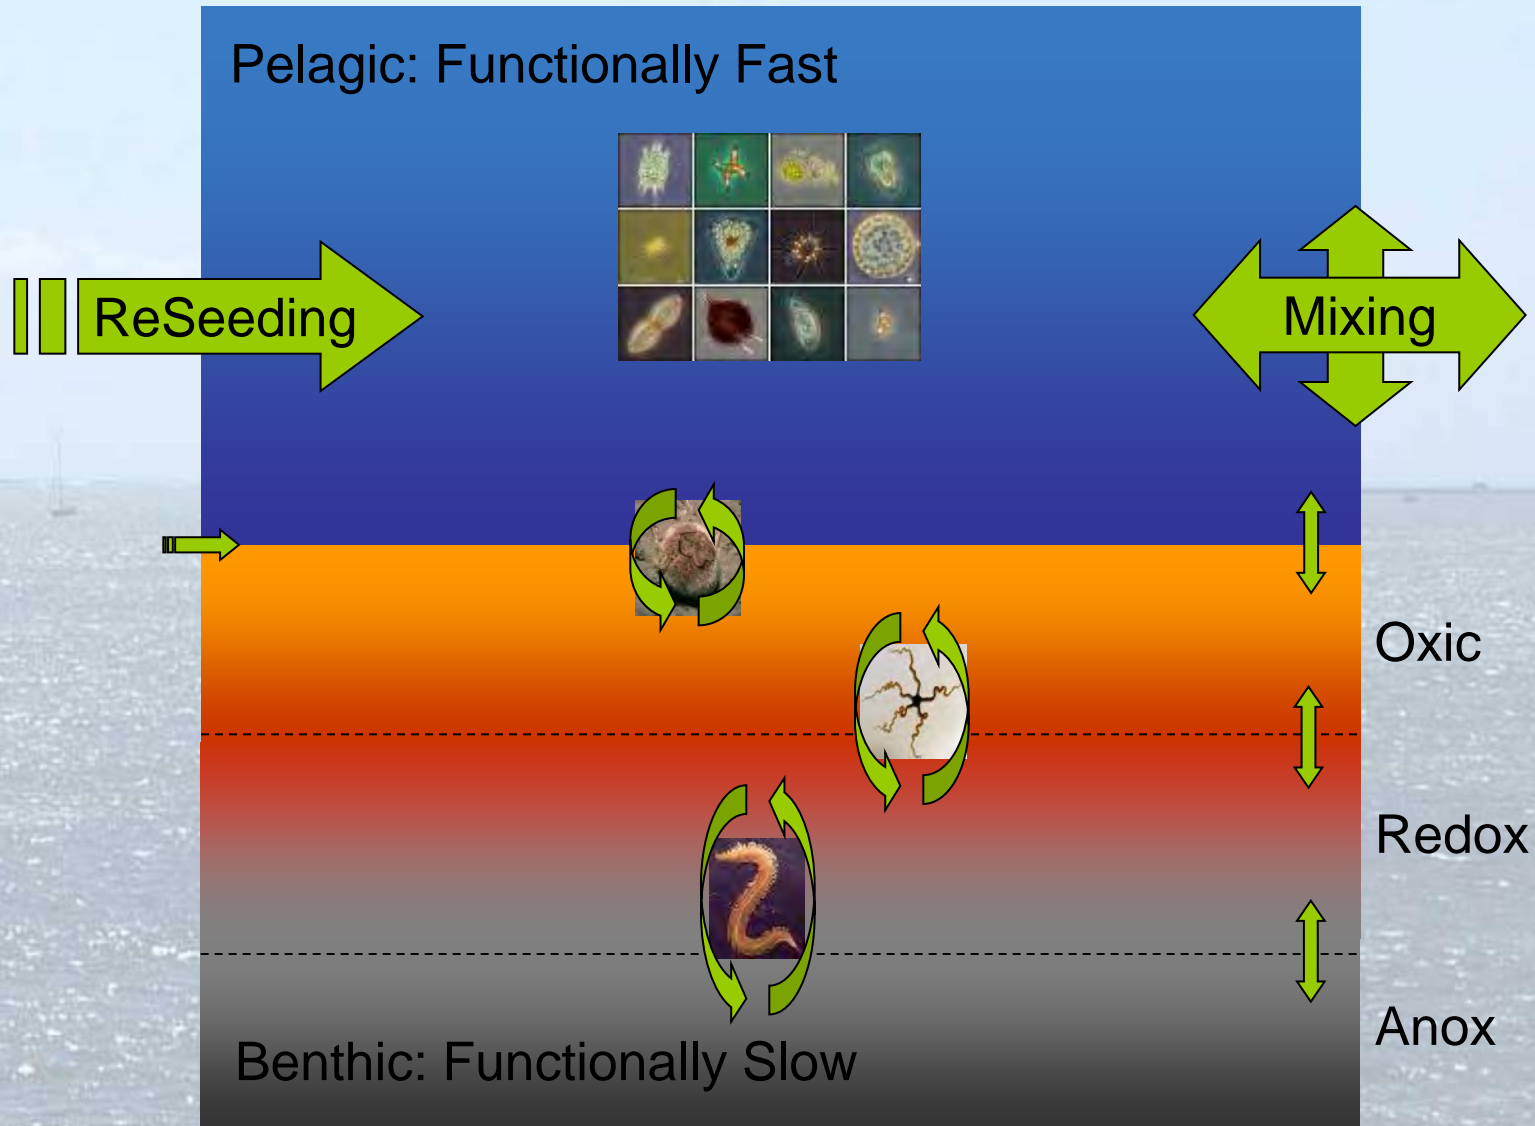 Pelagic: Functionally Fast
ReSeeding
Mixing
Oxic
Redox
Anox
Benthic: Functionally Slow